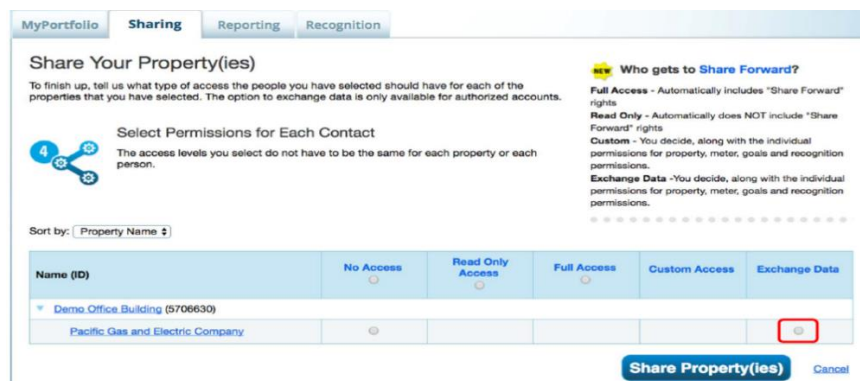 MyPortfolio Sharing Reporting Recognition
Share Your Property(ies)
To finish up, tell us what type of access the people you have selected should have for each of the
properties that you have selected. The option to exchange data is only available for authorized accounts.
4
Select Permissions for Each Contact
The access levels you select do not have to be the same for each property or each
person.
NEW Who gets to Share Forward?
Full Access - Automatically includes "Share Forward"
rights
Read Only - Automatically does NOT include "Share
Forward" rights
Custom - You decide, along with the individual
permissions for property, meter, goals and recognition
permissions.
Exchange Data -You decide, along with the individual
permissions for property, meter, goals and recognition
permissions.
Sort by: Property Name
Name (ID) No Access Read Only Access Full Access Custom Access Exchange Data
Demo Office Building (5706630)
Pacific Gas and Electric Company
Share Property(ies) Cancel